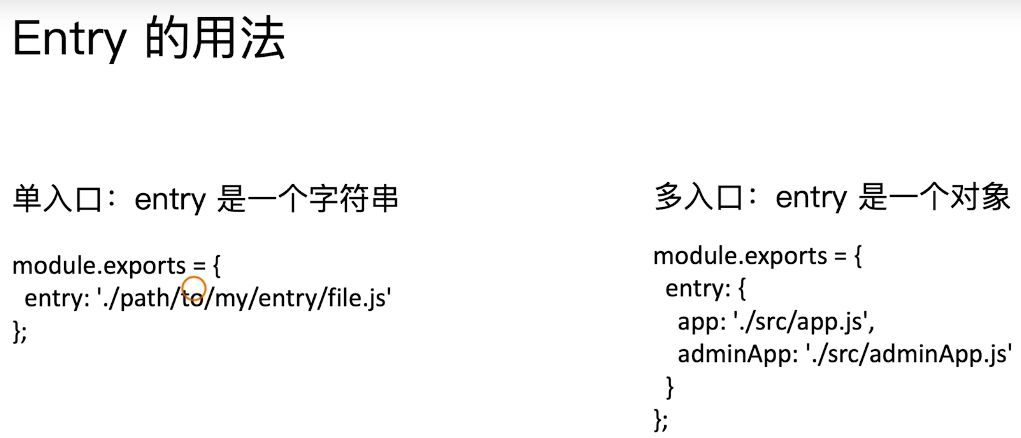 Entry 的用法
单入口：entry 是一个字符串
module.exports = {
  entry: './path/to/my/entry/file.js'
};
多入口：entry 是一个对象
module.exports = {
  entry: {
    app: './src/app.js',
    adminApp: './src/adminApp.js'
  }
};